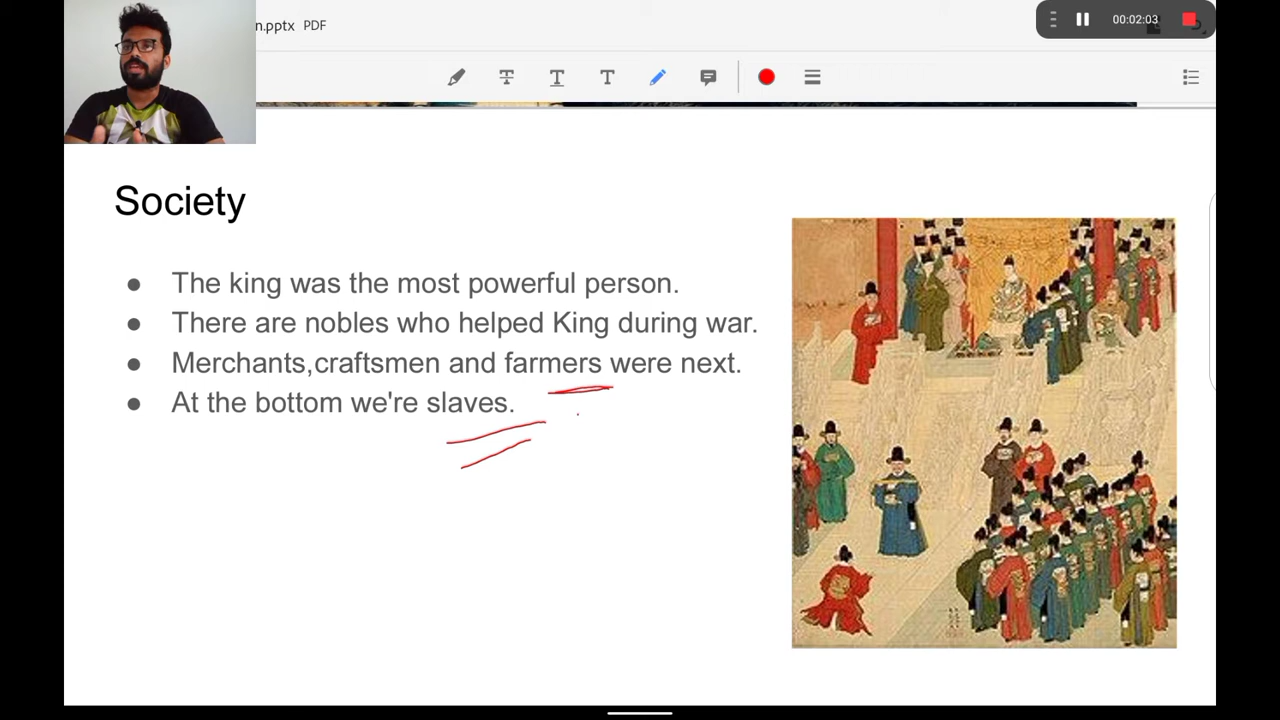 n.pptx PDF
00:02:03
Society
● The king was the most powerful person.
● There are nobles who helped King during war.
● Merchants,craftsmen and farmers were next.
● At the bottom we're slaves.